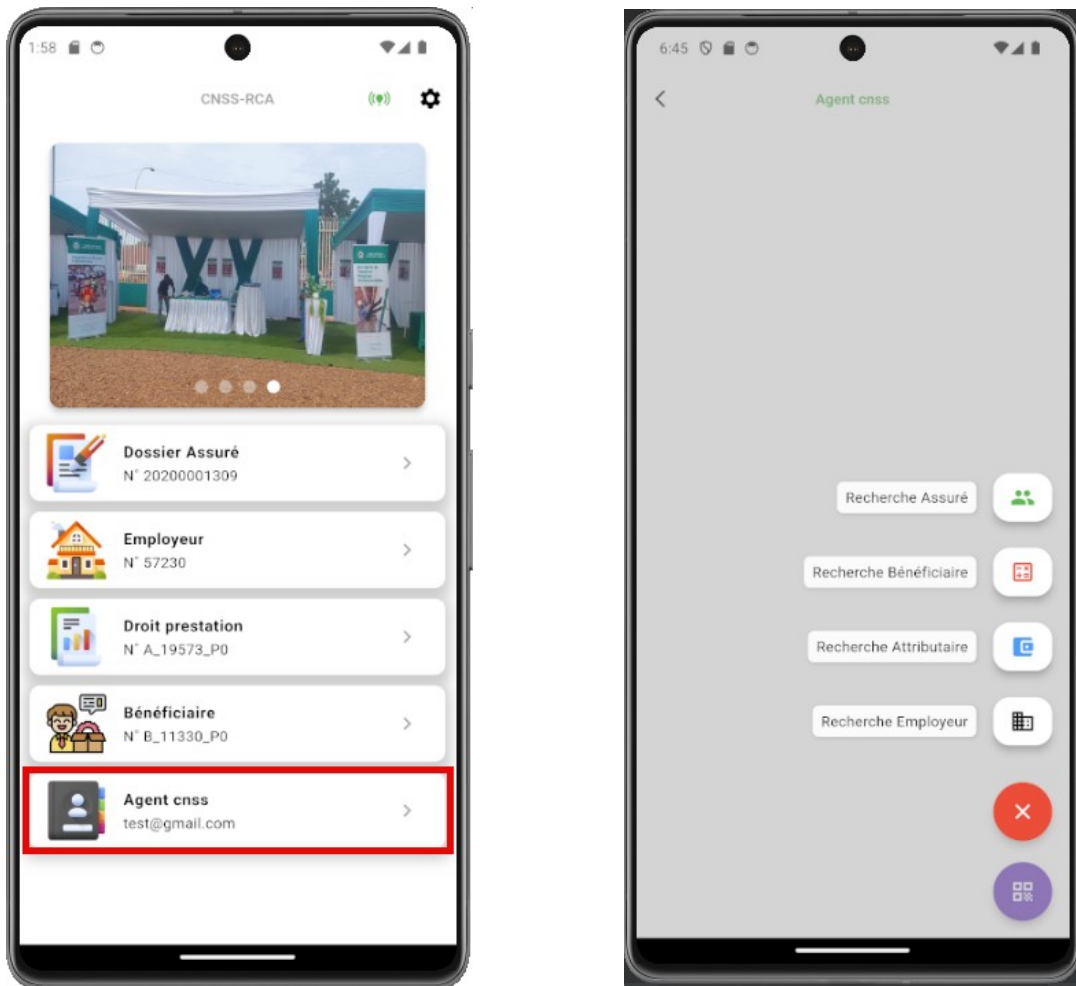 1:58
CNSS-RCA
Dossier Assuré
N° 20200001309
Employeur
N° 57230
Droit prestation
N° A_19573_P0
Bénéficiaire
N° B_11330_P0
Agent cnss
test@gmail.com
6:45
Agent cnss
Recherche Assuré
Recherche Bénéficiaire
Recherche Attributaire
Recherche Employeur